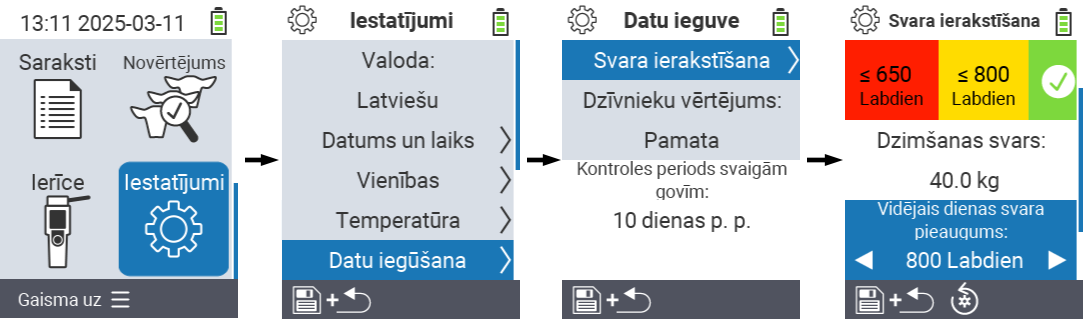 13:11 2025-03-11
Saraksti
Novērtējums
Ierīce
Iestatījumi
Gaisma uz
Iestatījumi
Valoda:
Latviešu
Datums un laiks
Vienības
Temperatūra
Datu iegūšana
+
Datu ieguve
Svara ierakstīšana
Dzīvnieku vērtējums:
Pamata
Kontroles periods svaigām
govīm:
10 dienas p. p.
+
Svara ierakstīšana
≤ 650
Labdien
≤ 800
Labdien
Dzimšanas svars:
40.0 kg
Vidējais dienas svara
pieaugums:
800 Labdien
+